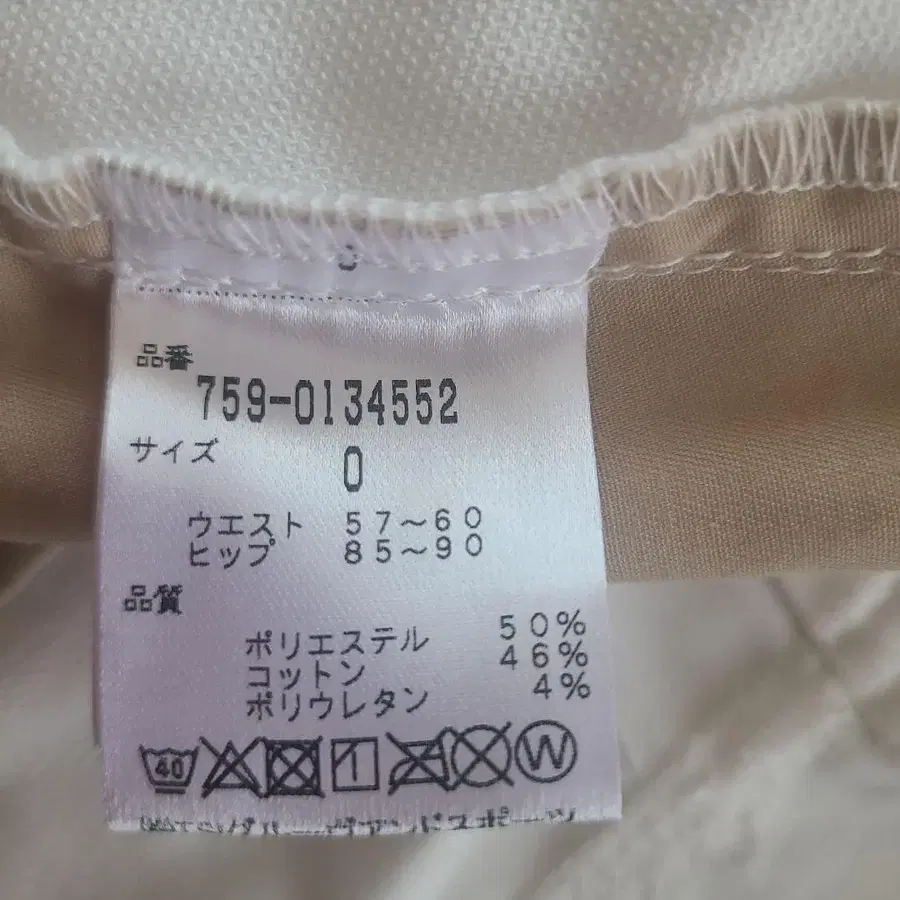 品番
759-0134552
サイズ
0
ウエスト 57～60
ヒップ 85～90
品質
ポリエステル 50%
コットン 46%
ポリウレタン 4%
40 W